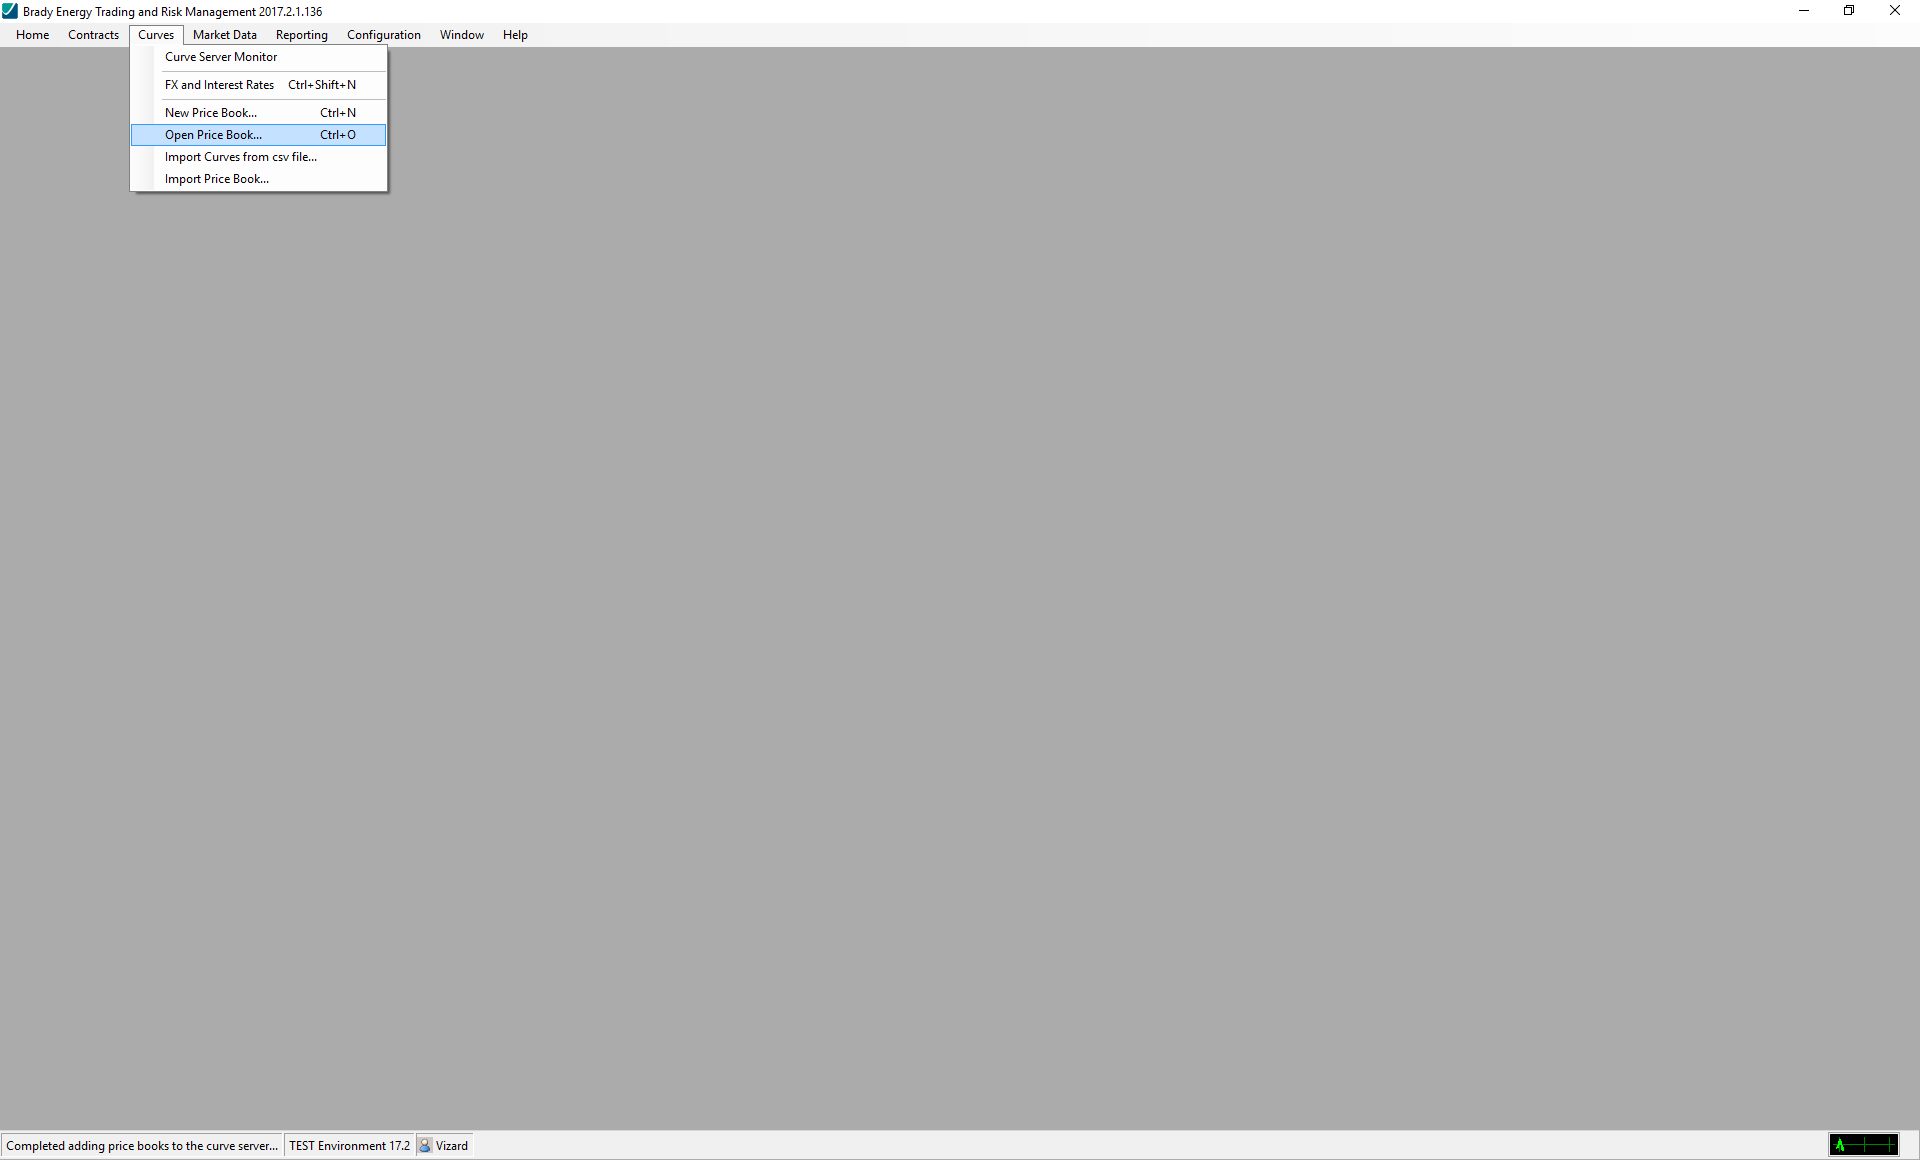 Brady Energy Trading and Risk Management 2017.2.1.136
Home Contracts Curves Market Data Reporting Configuration Window Help
Curve Server Monitor
FX and Interest Rates Ctrl+Shift+N
New Price Book... Ctrl+N
Open Price Book... Ctrl+O
Import Curves from csv file...
Import Price Book...
Completed adding price books to the curve server... TEST Environment 17.2 Vizard